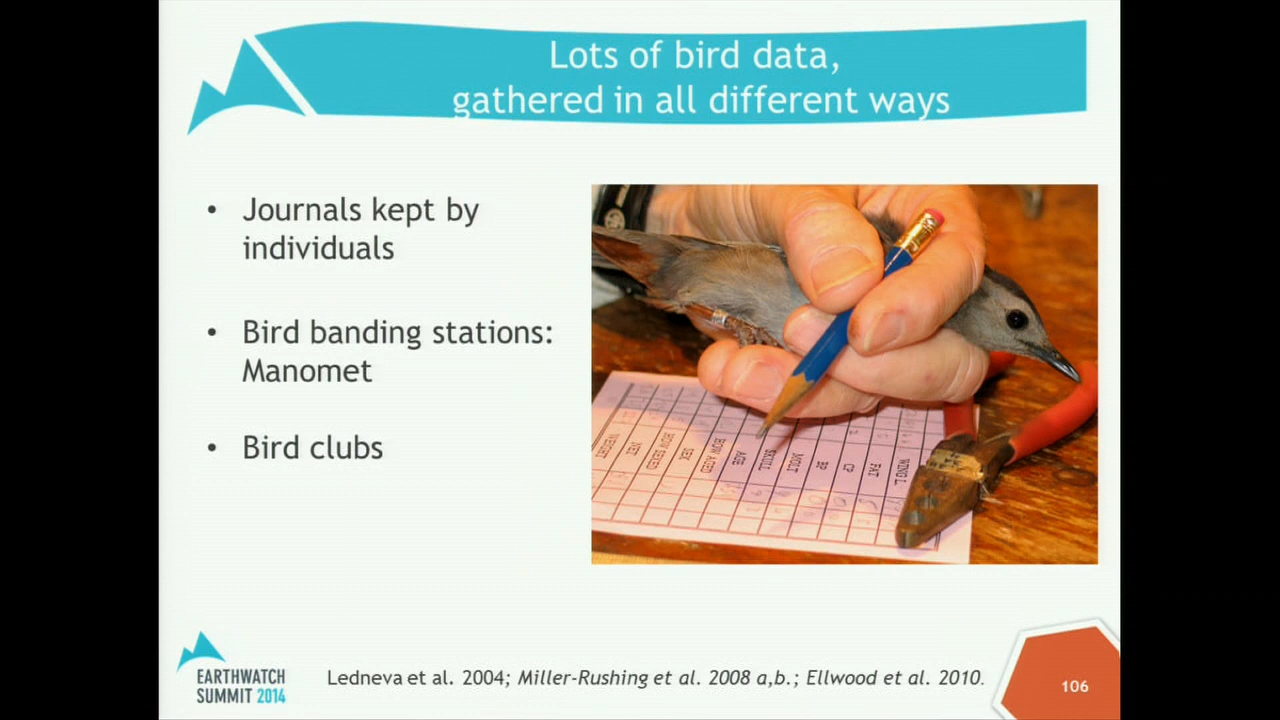 Lots of bird data,
gathered in all different ways
• Journals kept by
individuals
• Bird banding stations:
Manomet
• Bird clubs
WEIGHT
NET
HOW SEXED
SEX
HOW AGED
AGE
SKULL
MOLT
BP
CP
FAT
WING L
EARTHWATCH
SUMMIT 2014
Ledneva et al. 2004; Miller-Rushing et al. 2008 a,b.; Ellwood et al. 2010.
106